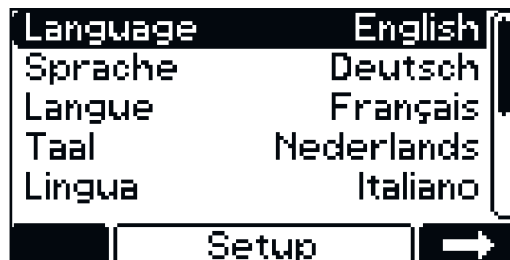 Language English
Sprache Deutsch
Langue Français
Taal Nederlands
Lingua Italiano
Setup